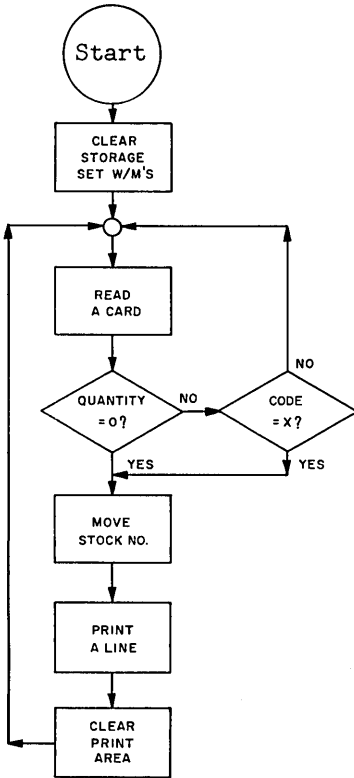 Start
CLEAR
STORAGE
SET W/M'S
READ
A CARD
QUANTITY
= 0?
NO
CODE
= X?
NO
YES
YES
MOVE
STOCK NO.
PRINT
A LINE
CLEAR
PRINT
AREA